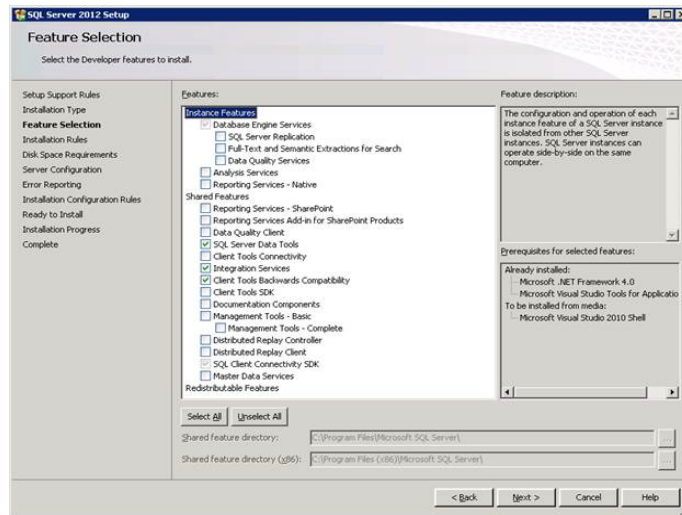 SQL Server 2012 Setup
Feature Selection
Select the Developer features to install.
Setup Support Rules
Installation Type
Feature Selection
Installation Rules
Disk Space Requirements
Server Configuration
Error Reporting
Installation Configuration Rules
Ready to Install
Installation Progress
Complete
Features:
Instance Features
Database Engine Services
SQL Server Replication
Full-Text and Semantic Extractions for Search
Data Quality Services
Analysis Services
Reporting Services - Native
Shared Features
Reporting Services - SharePoint
Reporting Services Add-in for SharePoint Products
Data Quality Client
SQL Server Data Tools
Client Tools Connectivity
Integration Services
Client Tools Backwards Compatibility
Client Tools SDK
Documentation Components
Management Tools - Basic
Management Tools - Complete
Distributed Replay Controller
Distributed Replay Client
SQL Client Connectivity SDK
Master Data Services
Redistributable Features
Feature description:
The configuration and operation of each
instance feature of a SQL Server instance
is isolated from other SQL Server
instances. SQL Server instances can
operate side-by-side on the same
computer.
Prerequisites for selected features:
Already installed:
Microsoft .NET Framework 4.0
Microsoft Visual Studio Tools for Applicatio
To be installed from media:
Microsoft Visual Studio 2010 Shell
Select All
Unselect All
Shared feature directory:
C:\Program Files\Microsoft SQL Server\
...
Shared feature directory (x86):
C:\Program Files (x86)\Microsoft SQL Server\
...
< Back
Next >
Cancel
Help